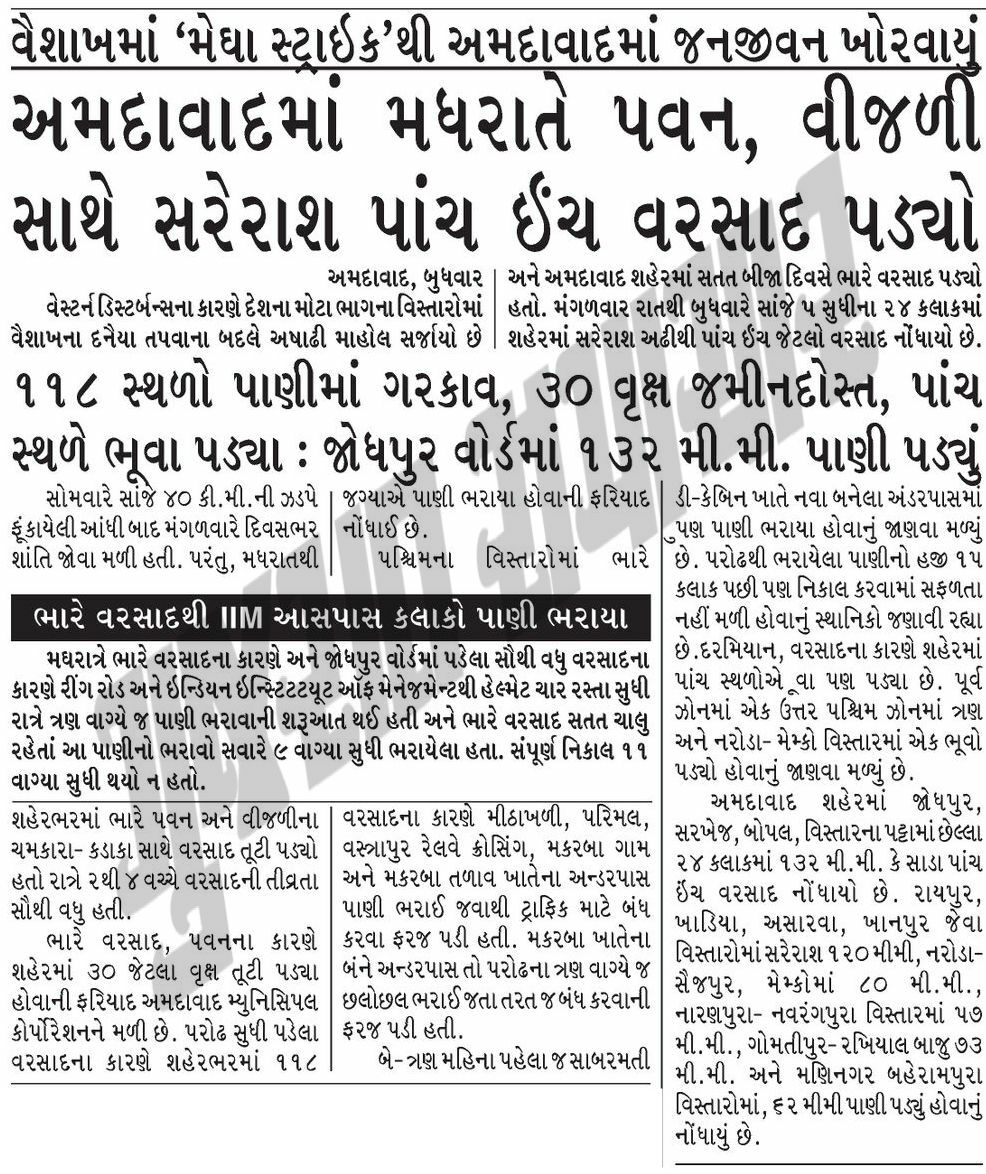 વૈશાખમાં ‘મેઘા સ્ટ્રાઇક’થી અમદાવાદમાં જનજીવન ખોરવાયું
અમદાવાદમાં મધરાતે પવન, વીજળી
સાથે સરેરાશ પાંચ ઈંચ વરસાદ પડ્યો
અમદાવાદ, બુધવાર
વેસ્ટર્ન ડિસ્ટર્બન્સના કારણે દેશના મોટા ભાગના વિસ્તારોમાં
વૈશાખના દનૈયા તપવાના બદલે અષાઢી માહોલ સર્જાયો છે
અને અમદાવાદ શહેરમાં સતત બીજા દિવસે ભારે વરસાદ પડ્યો
હતો. મંગળવાર રાતથી બુધવારે સાંજે ૫ સુધીના ૨૪ કલાકમાં
શહેરમાં સરેરાશ અઢીથી પાંચ ઈંચ જેટલો વરસાદ નોંધાયો છે.
૧૧૮ સ્થળો પાણીમાં ગરકાવ, ૩૦ વૃક્ષ જમીનદોસ્ત, પાંચ
સ્થળે ભૂવા પડ્યા : જોધપુર વોર્ડમાં ૧૩૨ મી.મી. પાણી પડ્યું
સોમવારે સાંજે ૪૦ કી.મી.ની ઝડપે
ફૂંકાયેલી આંધી બાદ મંગળવારે દિવસભર
શાંતિ જોવા મળી હતી. પરંતુ, મધરાતથી
ભારે વરસાદથી IIM આસપાસ કલાકો પાણી ભરાયા
મધરાત્રે ભારે વરસાદના કારણે અને જોધપુર વોર્ડમાં પડેલા સૌથી વધુ વરસાદના
કારણે રીંગ રોડ અને ઇન્ડિયન ઇન્સ્ટિટટયૂટ ઑફ મેનેજમેન્ટથી હેલ્મેટ ચાર રસ્તા સુધી
રાત્રે ત્રણ વાગ્યે જ પાણી ભરાવાની શરૂઆત થઈ હતી અને ભારે વરસાદ સતત ચાલુ
રહેતાં આ પાણીનો ભરાવો સવારે ૯ વાગ્યા સુધી ભરાયેલા હતા. સંપૂર્ણ નિકાલ ૧૧
વાગ્યા સુધી થયો ન હતો.
શહેરભરમાં ભારે પવન અને વીજળીના
ચમકારા- કડાકા સાથે વરસાદ તૂટી પડ્યો
હતો રાત્રે ૨થી ૪ વચ્ચે વરસાદની તીવ્રતા
સૌથી વધુ હતી.
ભારે વરસાદ, પવનના કારણે
શહેરમાં ૩૦ જેટલા વૃક્ષ તૂટી પડ્યા
હોવાની ફરિયાદ અમદાવાદ મ્યુનિસિપલ
કોર્પોરેશનને મળી છે. પરોઢ સુધી પડેલા
વરસાદના કારણે શહેરભરમાં ૧૧૮
જગ્યાએ પાણી ભરાયા હોવાની ફરિયાદ
નોંધાઈ છે.
પશ્ચિમના વિસ્તારોમાં ભારે
વરસાદના કારણે મીઠાખળી, પરિમલ,
વસ્ત્રાપુર રેલવે ક્રોસિંગ, મકરબા ગામ
અને મકરબા તળાવ ખાતેના અન્ડરપાસ
પાણી ભરાઈ જવાથી ટ્રાફિક માટે બંધ
કરવા ફરજ પડી હતી. મકરબા ખાતેના
બંને અન્ડરપાસ તો પરોઢના ત્રણ વાગ્યે જ
છલોછલ ભરાઈ જતા તરત જ બંધ કરવાની
ફરજ પડી હતી.
બે- ત્રણ મહિના પહેલા જ સાબરમતી
ડી-કેબિન ખાતે નવા બનેલા અંડરપાસમાં
પુણ પાણી ભરાયા હોવાનું જાણવા મળ્યું
છે. પરોઢથી ભરાયેલા પાણીનો હજી ૧૫
કલાક પછી પણ નિકાલ કરવામાં સફળતા
નહીં મળી હોવાનું સ્થાનિકો જણાવી રહ્યા
છે.દરમિયાન, વરસાદના કારણે શહેરમાં
પાંચ સ્થળોએ ૂવા પણ પડ્યા છે. પૂર્વ
ઝોનમાં એક ઉત્તર પશ્ચિમ ઝોનમાં ત્રણ
અને નરોડા- મેમ્કો વિસ્તારમાં એક ભૂવો
પડ્યો હોવાનું જાણવા મળ્યું છે.
અમદાવાદ શહેરમાં જોધપુર,
સરખેજ, બોપલ, વિસ્તારના પટ્ટામાં છેલ્લા
૨૪ કલાકમાં ૧૩૨ મી.મી. કે સાડા પાંચ
ઇંચ વરસાદ નોંધાયો છે. રાયપુર,
ખાડિયા, અસારવા, ખાનપુર જેવા
વિસ્તારોમાં સરેરાશ ૧૨૦ મીમી, નરોડા-
સૈજપુર, મેમ્કોમાં ૮૦ મી.મી.,
નારણપુરા- નવરંગપુરા વિસ્તારમાં ૫૭
મી.મી., ગોમતીપુર- રખિયાલ બાજુ ૭૩
મી.મી. અને મણિનગર બહેરામપુરા
વિસ્તારોમાં, ૬૨ મીમી પાણી પડ્યું હોવાનું
નોંધાયું છે.